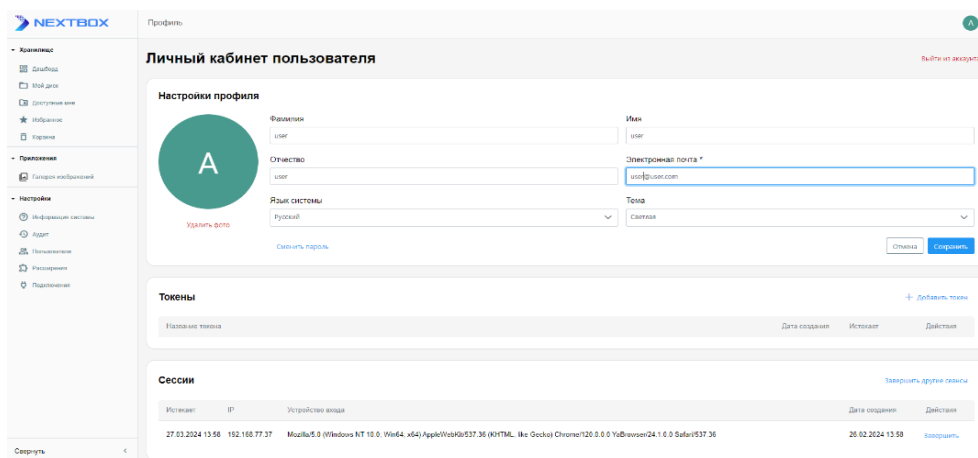 NEXTBOX
Профиль
A
Хранилище
Дашборд
Мой диск
Доступные мне
Избранное
Корзина
Приложения
Галерея изображений
Настройки
Информация системы
Аудит
Пользователи
Расширения
Подключения
Свернуть
Личный кабинет пользователя
Выйти из аккаунта
Настройки профиля
A
Удалить фото
Фамилия
user
Имя
user
Отчество
user
Электронная почта *
user@user.com
Язык системы
Русский
Тема
Светлая
Сменить пароль
Отмена
Сохранить
Токены
Добавить токен
Название токена Дата создания Истекает Действия
Сессии
Завершить другие сеансы
Истекает IP Устройство входа Дата создания Действия
27.03.2024 13:58 192.168.77.37 Mozilla/5.0 (Windows NT 10.0; Win64; x64) AppleWebKit/537.36 (KHTML, like Gecko) Chrome/120.0.0.0 YaBrowser/24.1.0.0 Safari/537.36 26.02.2024 13:58 Завершить